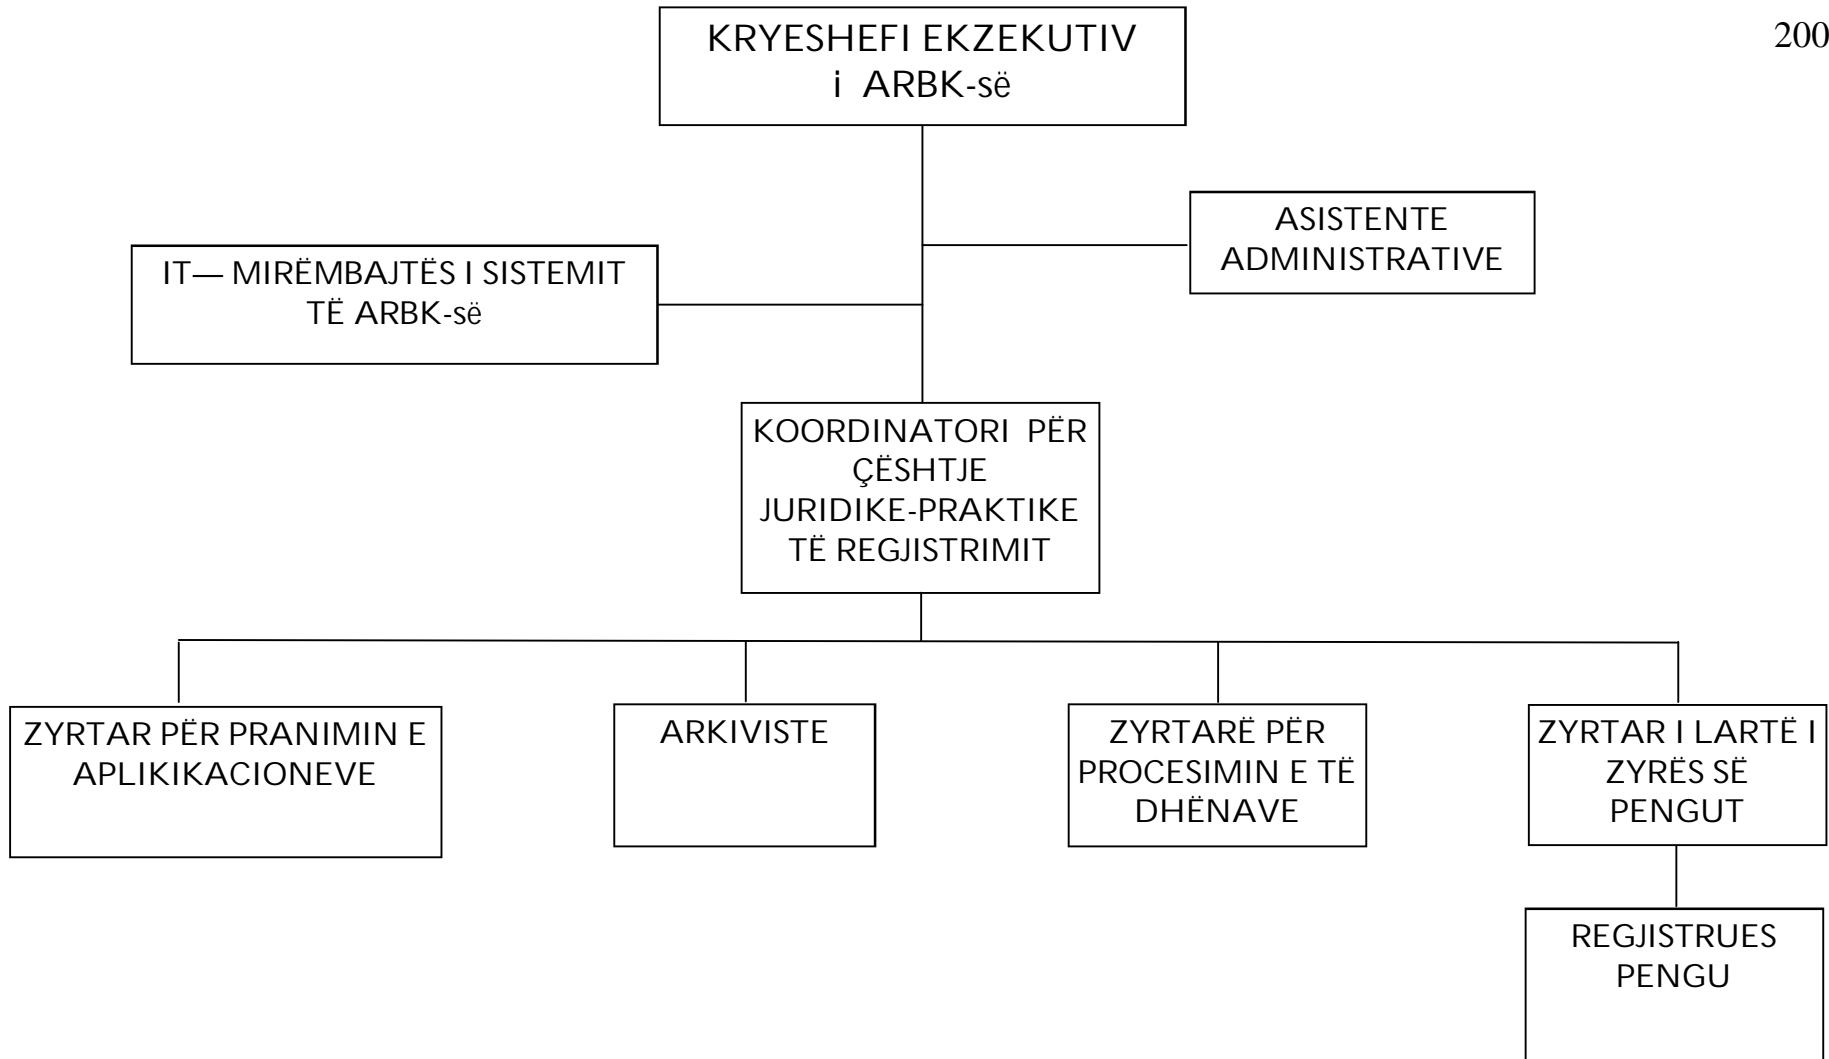 200
KRYESHEFI EKZEKUTIV
i ARBK-së
ASISTENTE
ADMINISTRATIVE
IT— MIRËMBAJTËS I SISTEMIT
TË ARBK-së
KOORDINATORI PËR
ÇËSHTJE
JURIDIKE-PRAKTIKE
TË REGJISTRIMIT
ZYRTAR PËR PRANIMIN E
APLIKIKACIONEVE
ARKIVISTE
ZYRTARË PËR
PROCESIMIN E TË
DHËNAVE
ZYRTAR I LARTË I
ZYRËS SË
PENGUT
REGJISTRUES
PENGU